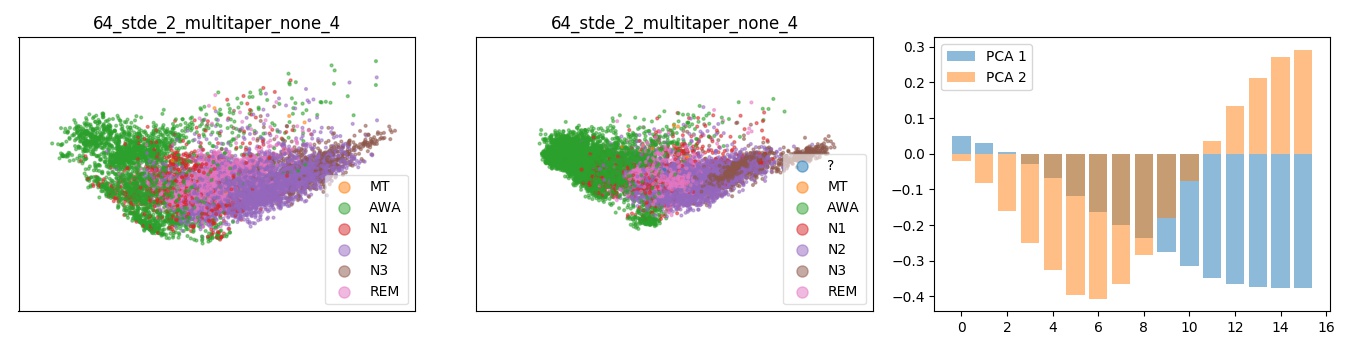 64_stde_2_multitaper_none_4
MT
AWA
N1
N2
N3
REM
64_stde_2_multitaper_none_4
?
MT
AWA
N1
N2
N3
REM
PCA 1
PCA 2
0.3
0.2
0.1
0.0
−0.1
−0.2
−0.3
−0.4
0 2 4 6 8 10 12 14 16